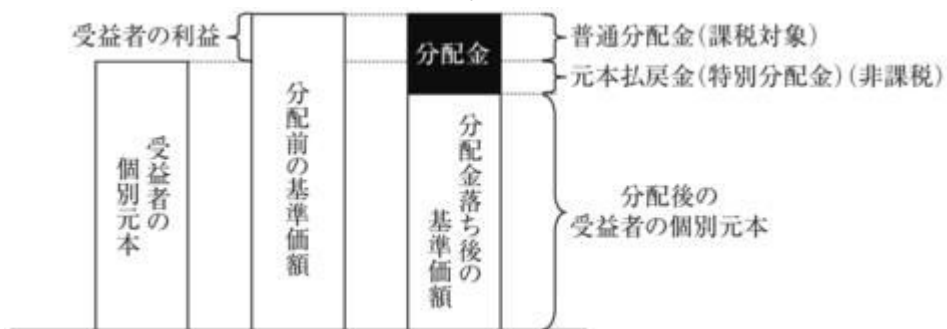 受益者の利益
普通分配金(課税対象)
分配金
元本払戻金(特別分配金)(非課税)
受益者の
個別元本
分配前の基準価額
分配金落ち後の
基準価額
分配後の
受益者の個別元本